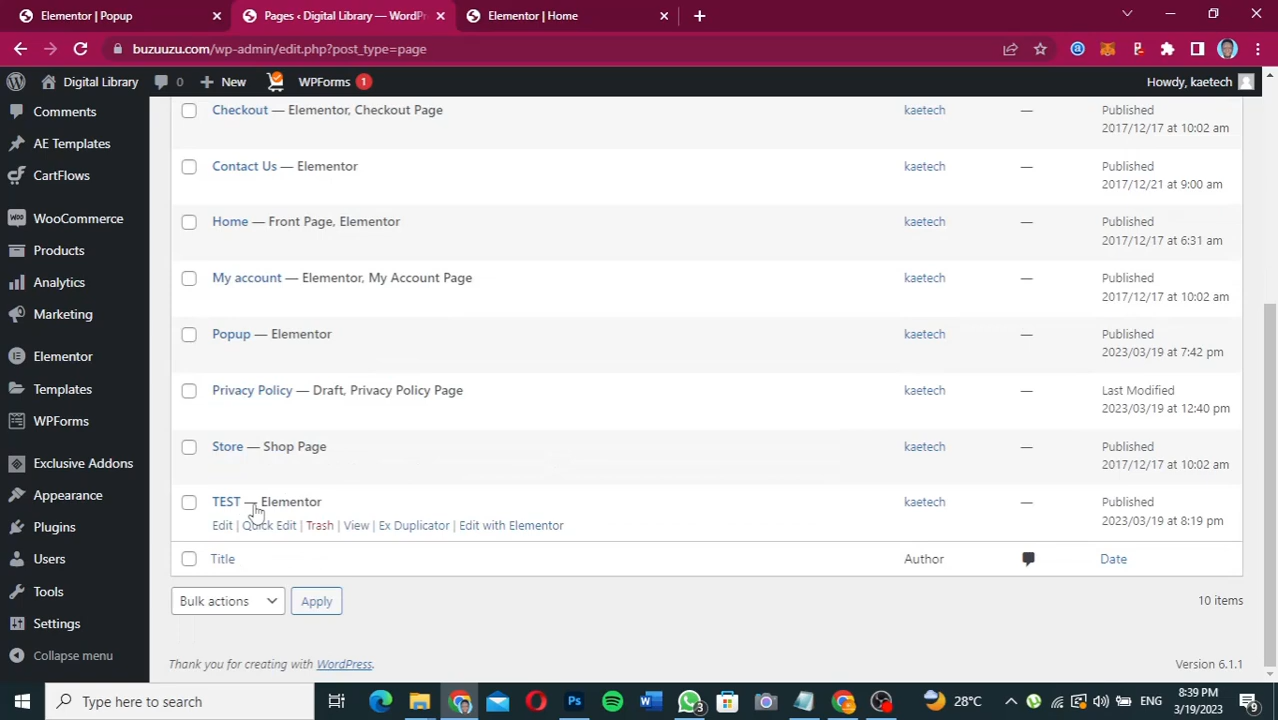 Elementor | Popup
Pages ‹ Digital Library — WordPr
Elementor | Home
buzuuzu.com/wp-admin/edit.php?post_type=page
Digital Library
0
New
WPForms 1
Howdy, kaetech
Comments
AE Templates
CartFlows
WooCommerce
Products
Analytics
Marketing
Elementor
Templates
WPForms
Exclusive Addons
Appearance
Plugins
Users
Tools
Settings
Collapse menu
Checkout — Elementor, Checkout Page
kaetech
—
Published
2017/12/17 at 10:02 am
Contact Us — Elementor
kaetech
—
Published
2017/12/21 at 9:00 am
Home — Front Page, Elementor
kaetech
—
Published
2017/12/17 at 6:31 am
My account — Elementor, My Account Page
kaetech
—
Published
2017/12/17 at 10:02 am
Popup — Elementor
kaetech
—
Published
2023/03/19 at 7:42 pm
Privacy Policy — Draft, Privacy Policy Page
kaetech
—
Last Modified
2023/03/19 at 12:40 pm
Store — Shop Page
kaetech
—
Published
2017/12/17 at 10:02 am
TEST — Elementor
Edit | Quick Edit | Trash | View | Ex Duplicator | Edit with Elementor
kaetech
—
Published
2023/03/19 at 8:19 pm
Title
Author
Date
Bulk actions
Apply
10 items
Thank you for creating with WordPress.
Version 6.1.1
Type here to search
Ps
3
28°C
ENG
8:39 PM
3/19/2023
9